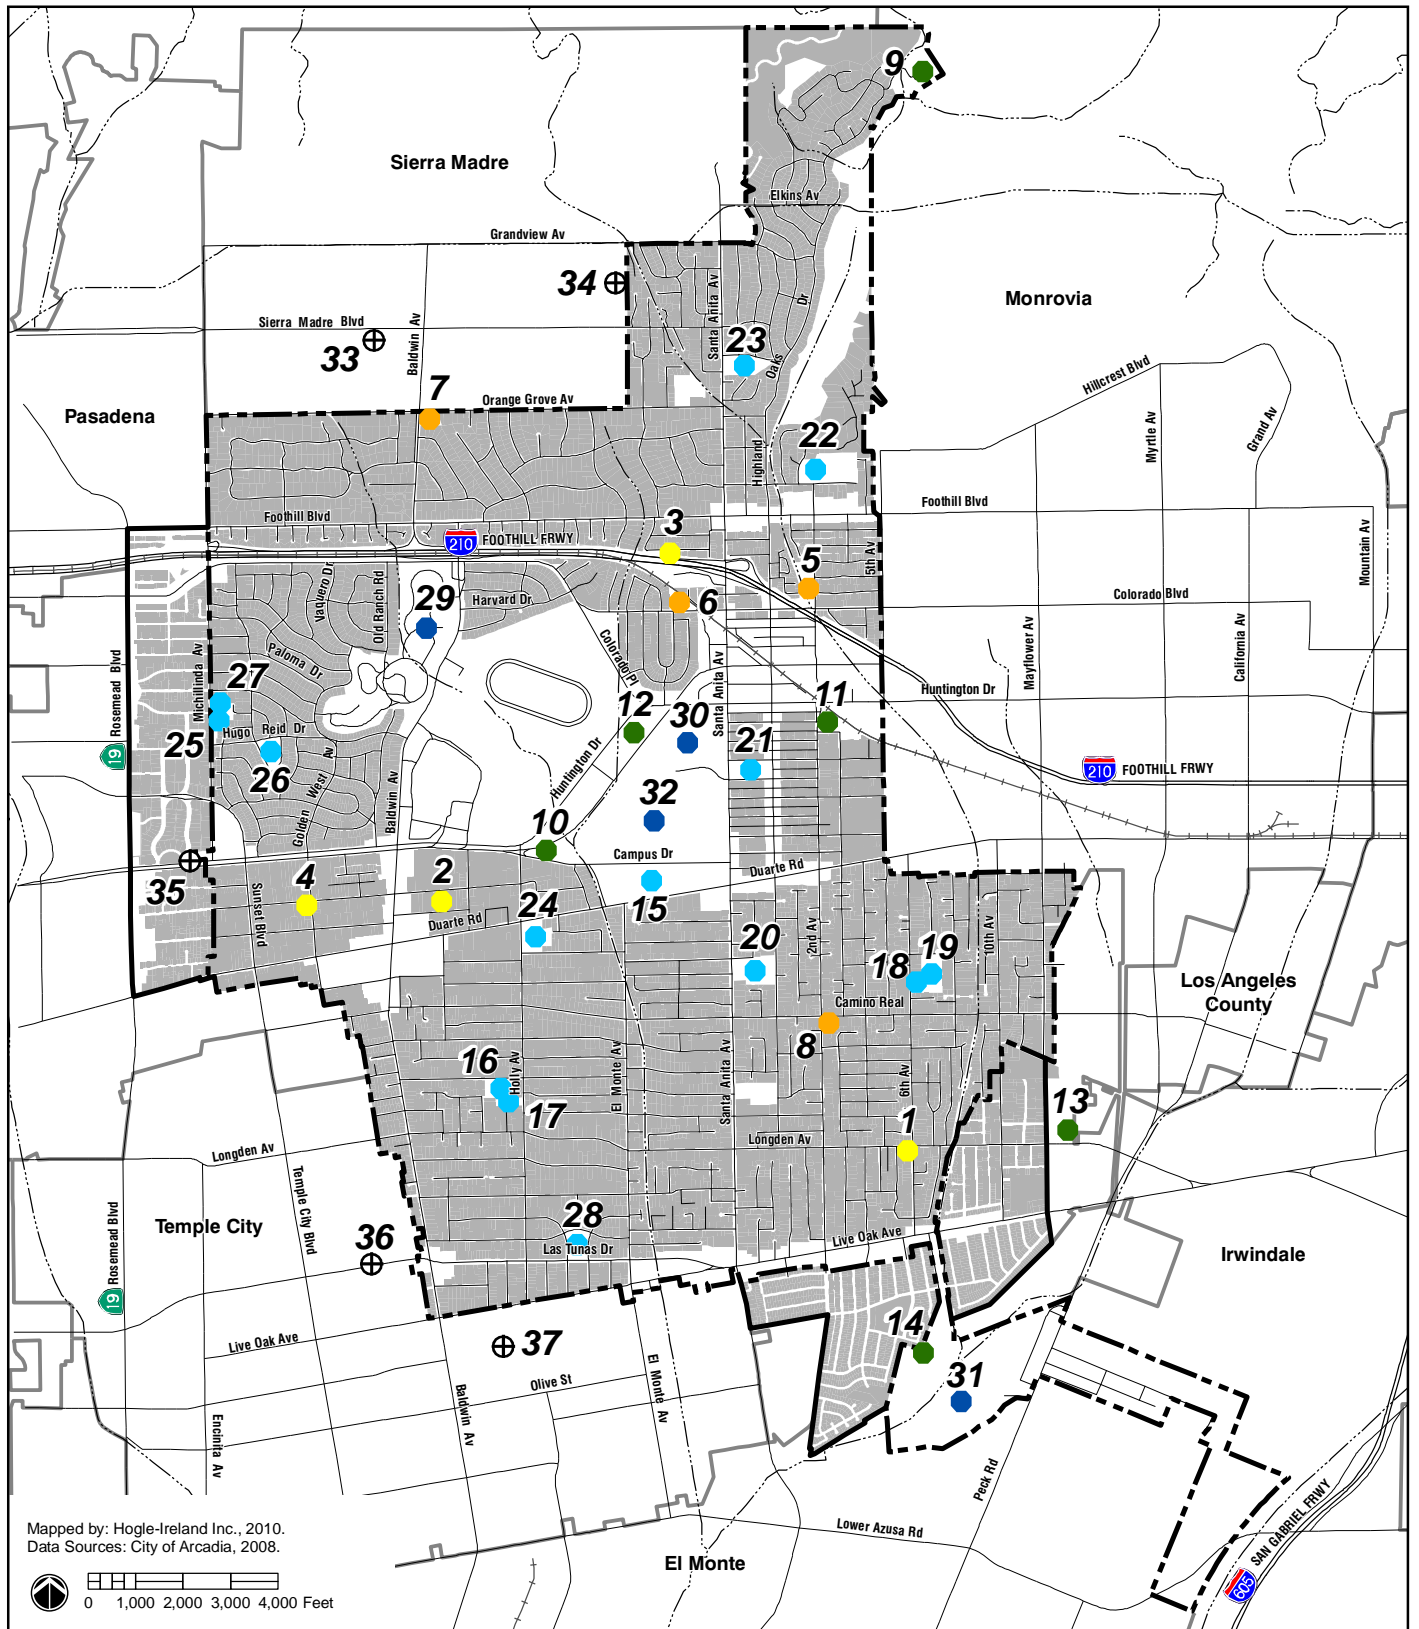 9
Sierra Madre
Elkins Av
Grandview Av
34
Monrovia
Santa Anita Av
Dr
Sierra Madre Blvd
33
Baldwin Av
23
Oaks
Hillcrest Blvd
7
Orange Grove Av
Pasadena
Myrtle Av
Grand Av
22
Highland
Foothill Blvd
Foothill Blvd
3
210
FOOTHILL FRWY
5
5th Av
Mountain Av
Vaquero Dr
Old Ranch Rd
29
Harvard Dr
6
Colorado Blvd
Colorado Pl
Mayflower Av
California Av
Rosemead Blvd
Michillinda Av
Paloma Dr
27
Santa Anita Av
Huntington Dr
12
30
11
Hugo Reid Dr
25
19
26
Golden West Av
Huntington Dr
21
210
FOOTHILL FRWY
Baldwin Av
32
10
Campus Dr
Duarte Rd
35
4
2
Sunset Blvd
Duarte Rd
24
15
20
2nd Av
18
19
10th Av
Los Angeles
County
Camino Real
8
16
Holly Av
17
El Monte Av
Santa Anita Av
6th Av
13
1
Longden Av
Longden Av
Temple City Blvd
Rosemead Blvd
Temple City
36
28
Las Tunas Dr
Live Oak Ave
Irwindale
19
14
Live Oak Ave
37
31
Olive St
El Monte Av
Baldwin Av
Encinita Av
Peck Rd
SAN GABRIEL FRWY
605
Lower Azusa Rd
El Monte
Mapped by: Hogle-Ireland Inc., 2010.
Data Sources: City of Arcadia, 2008.
0 1,000 2,000 3,000 4,000 Feet